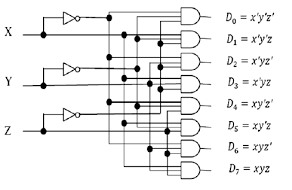 X
Y
Z
D₀ = x'y'z'
D₁ = x'y'z
D₂ = x'yz'
D₃ = x'yz
D₄ = xy'z'
D₅ = xy'z
D₆ = xyz'
D₇ = xyz